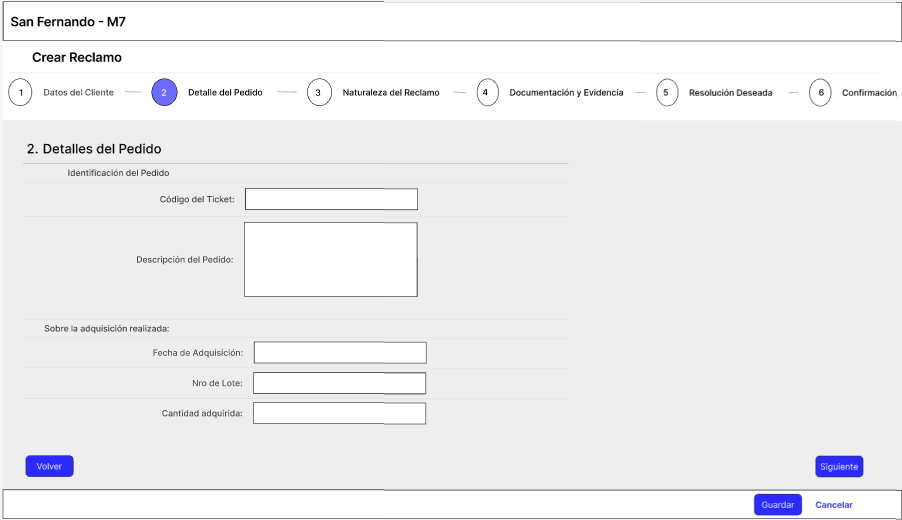 San Fernando - M7
Crear Reclamo
1 Datos del Cliente 2 Detalle del Pedido 3 Naturaleza del Reclamo 4 Documentación y Evidencia 5 Resolución Deseada 6 Confirmación
2. Detalles del Pedido
Identificación del Pedido
Código del Ticket:
Descripción del Pedido:
Sobre la adquisición realizada:
Fecha de Adquisición:
Nro de Lote:
Cantidad adquirida:
Volver Siguiente
Guardar Cancelar